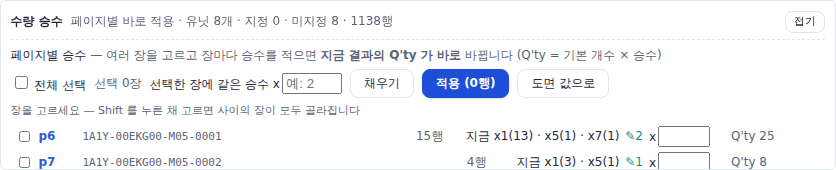 수량 승수 페이지별 바로 적용 · 유닛 8개 · 지정 0 · 미지정 8 · 1138행 접기
페이지별 승수 — 여러 장을 고르고 장마다 승수를 적으면 지금 결과의 Q'ty 가 바로 바뀝니다 (Q'ty = 기본 개수 × 승수)
전체 선택 선택 0장 선택한 장에 같은 승수 x 예: 2 채우기 적용 (0행) 도면 값으로
장을 고르세요 — Shift 를 누른 채 고르면 사이의 장이 모두 골라집니다
p6 1A1Y-00EKG00-M05-0001 15행 지금 x1(13) · x5(1) · x7(1) ✎2 x Q'ty 25
p7 1A1Y-00EKG00-M05-0002 4행 지금 x1(3) · x5(1) ✎1 x Q'ty 8